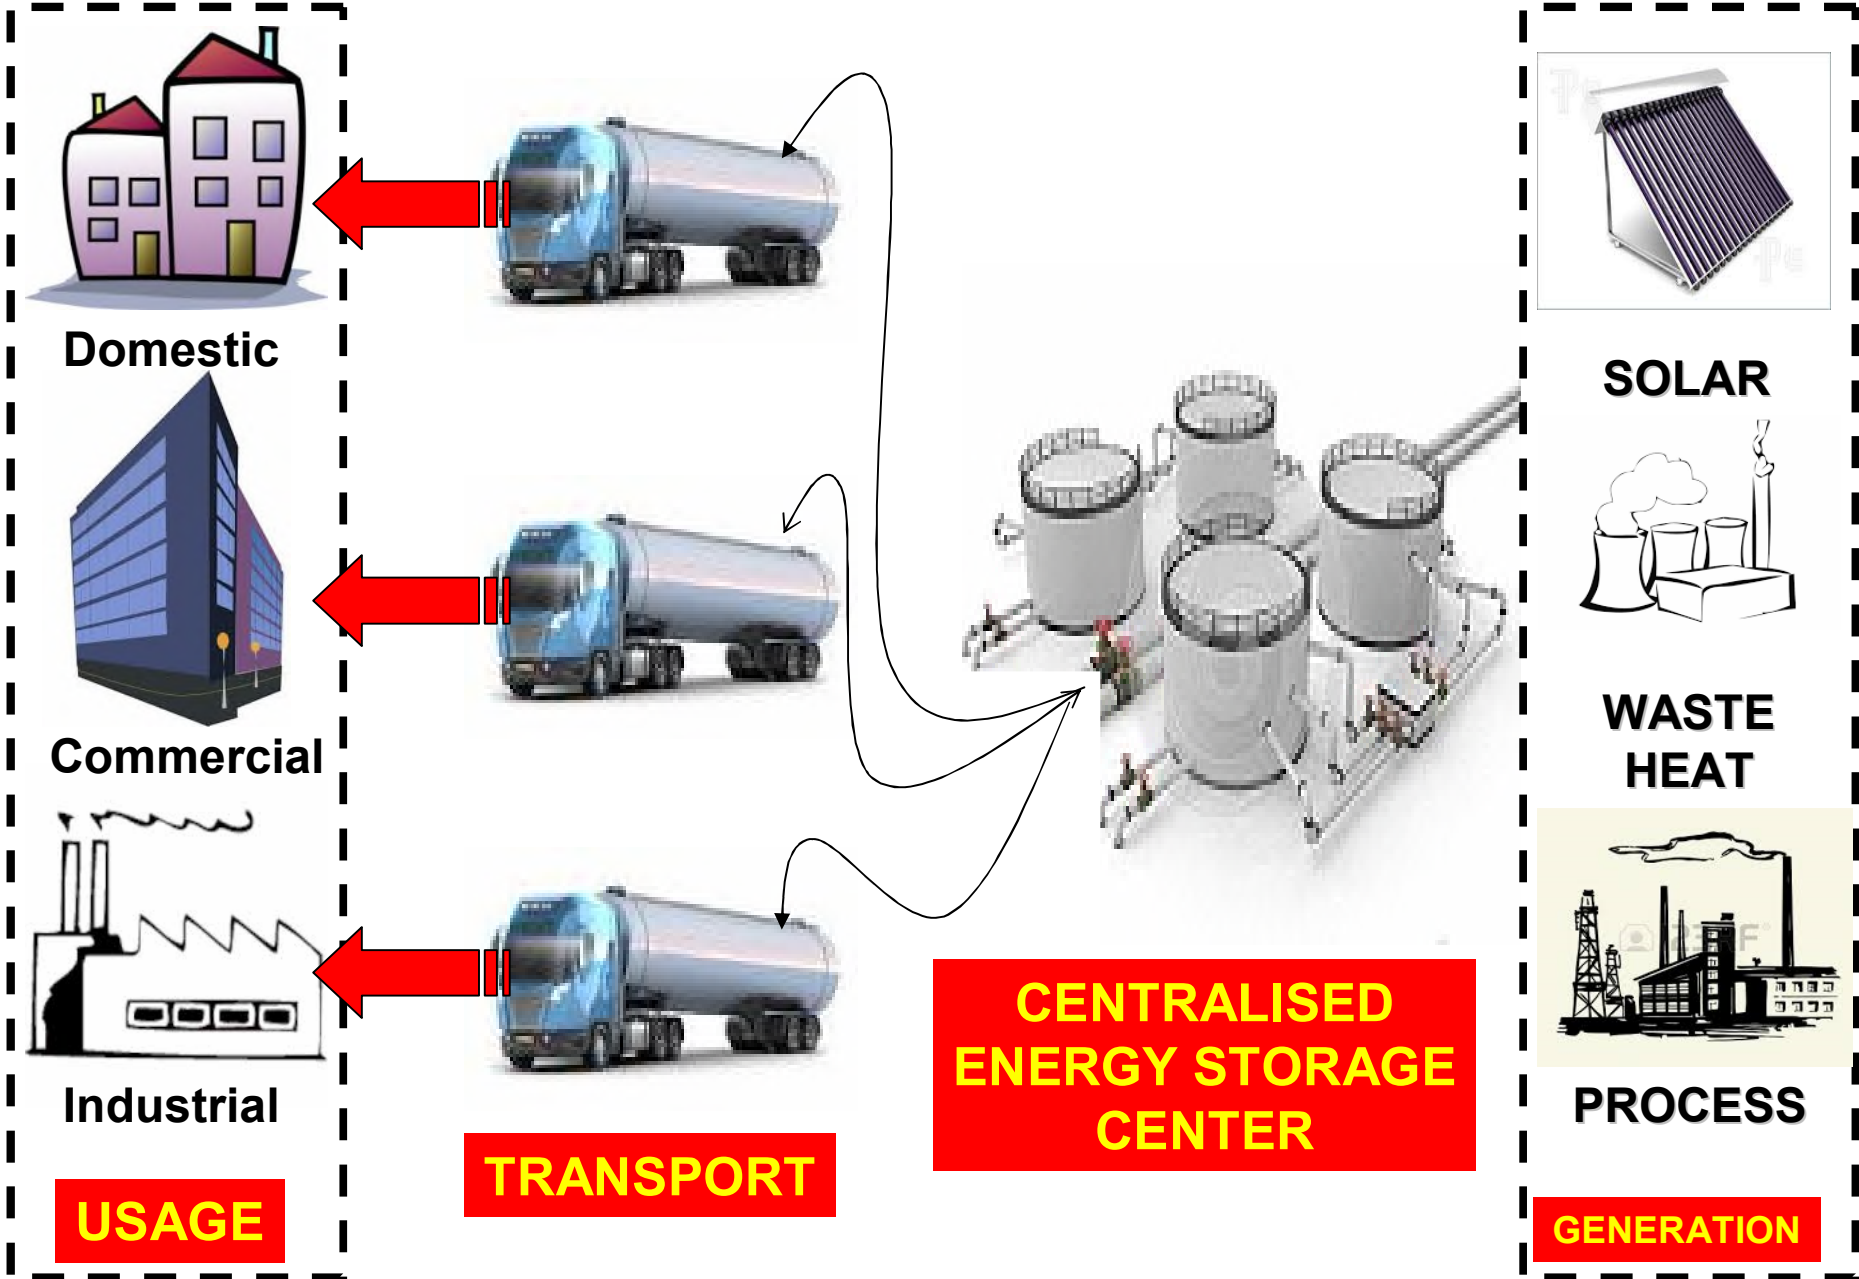 Domestic
Commercial
Industrial
USAGE
TRANSPORT
CENTRALISED
ENERGY STORAGE
CENTER
SOLAR
WASTE
HEAT
PROCESS
GENERATION